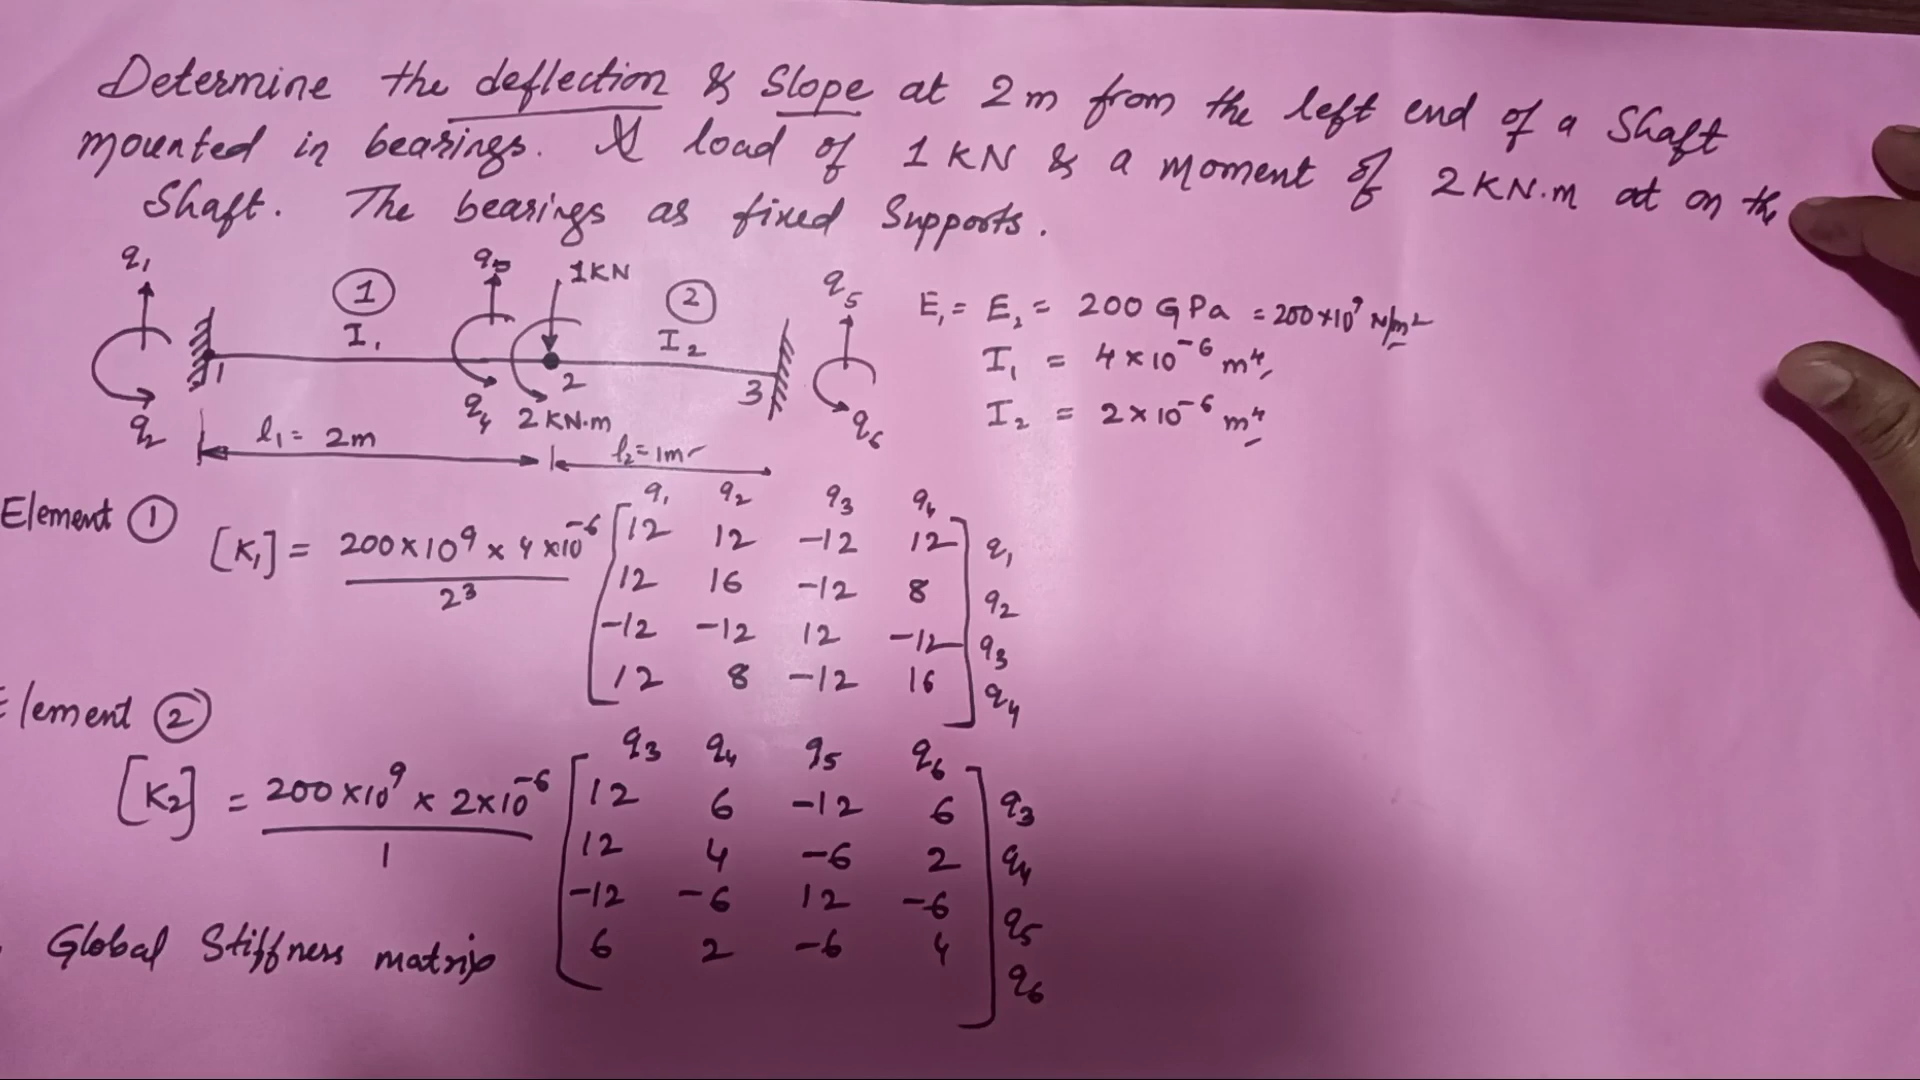 Determine the deflection & Slope at 2m from the left end of a Shaft
mounted in bearings. A load of 1 KN & a moment of 2 KN.m at on the
Shaft. The bearings as fixed Supports.
q₁ ① q₃ 1KN ② q₅ E₁ = E₂ = 200 GPa = 200×10⁹ N/m²
I₁ I₂ I₁ = 4×10⁻⁶ m⁴
1 2 3
q₂ q₄ 2 KN.m q₆ I₂ = 2×10⁻⁶ m⁴
l₁ = 2m l₂ = 1m
q₁ q₂ q₃ q₄
Element ① [K₁] = 200×10⁹ × 4×10⁻⁶ / 2³
12 12 -12 12 q₁
12 16 -12 8 q₂
-12 -12 12 -12 q₃
12 8 -12 16 q₄
Element ②
q₃ q₄ q₅ q₆
[K₂] = 200×10⁹ × 2×10⁻⁶ / 1
12 6 -12 6 q₃
12 4 -6 2 q₄
-12 -6 12 -6 q₅
6 2 -6 4 q₆
Global Stiffness matrix